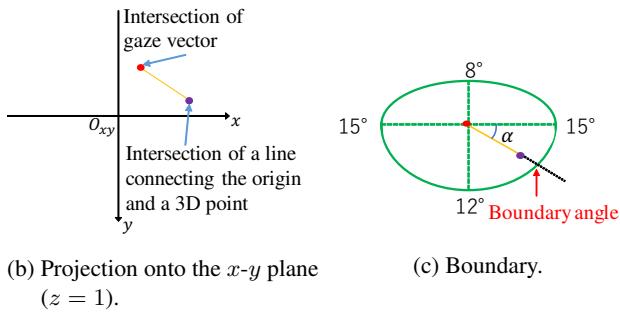 Intersection of
gaze vector
O_xy
x
Intersection of a line
connecting the origin
and a 3D point
y
(b) Projection onto the x-y plane
(z = 1).
8°
15°
α
15°
12°
Boundary angle
(c) Boundary.